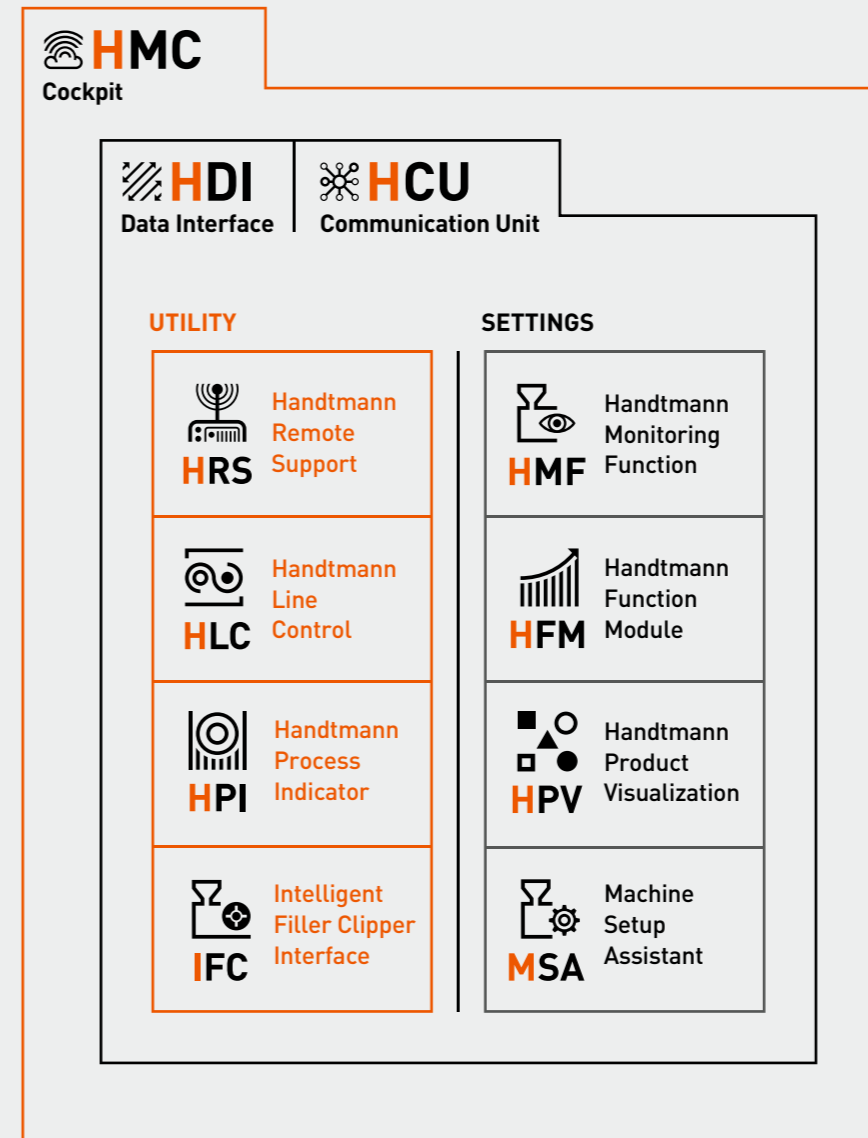 HMC
Cockpit
HDI
Data Interface
HCU
Communication Unit
UTILITY
HRS
Handtmann
Remote
Support
HLC
Handtmann
Line
Control
HPI
Handtmann
Process
Indicator
IFC
Intelligent
Filler Clipper
Interface
SETTINGS
HMF
Handtmann
Monitoring
Function
HFM
Handtmann
Function
Module
HPV
Handtmann
Product
Visualization
MSA
Machine
Setup
Assistant